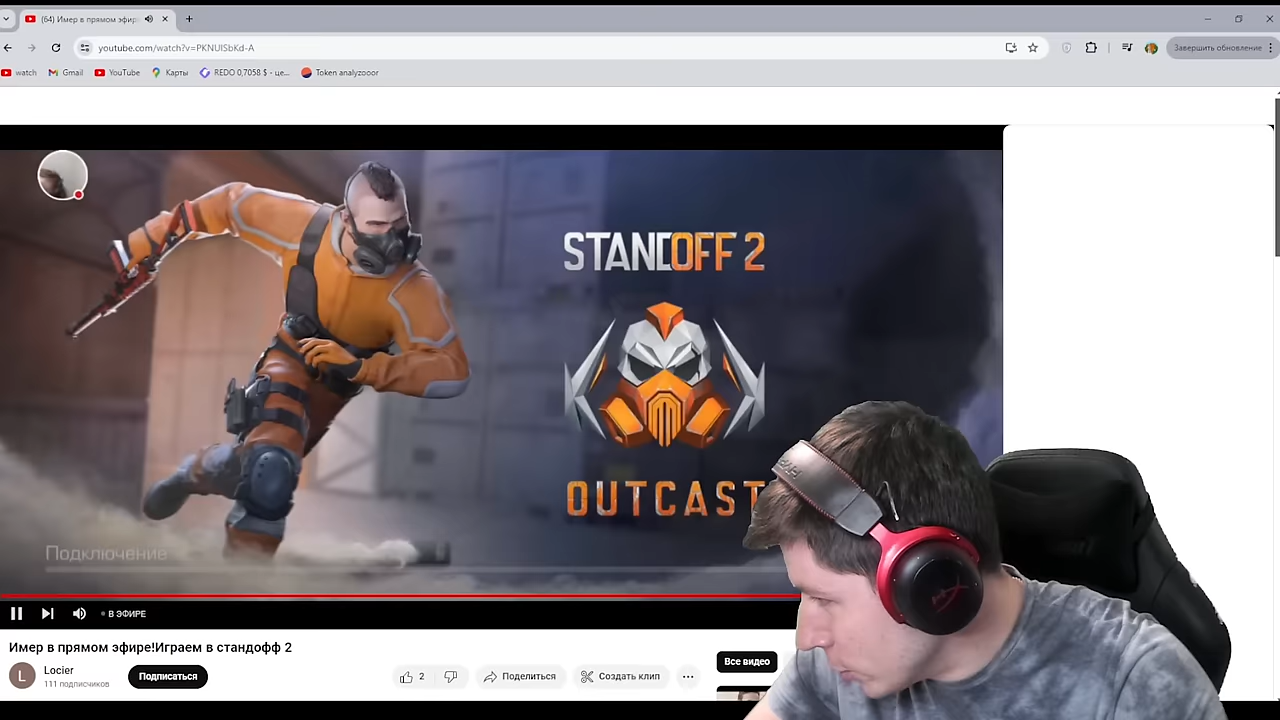 (64) Имер в прямом эфир
youtube.com/watch?v=PKNUlSbKd-A
Завершить обновление
watch
Gmail
YouTube
Карты
REDO 0,7058 $ - це...
Token analyzooor
STANDOFF 2
OUTCAST
Подключение
В ЭФИРЕ
Имер в прямом эфире!Играем в стандофф 2
L
Locier
111 подписчиков
Подписаться
2
Поделиться
Создать клип
Все видео